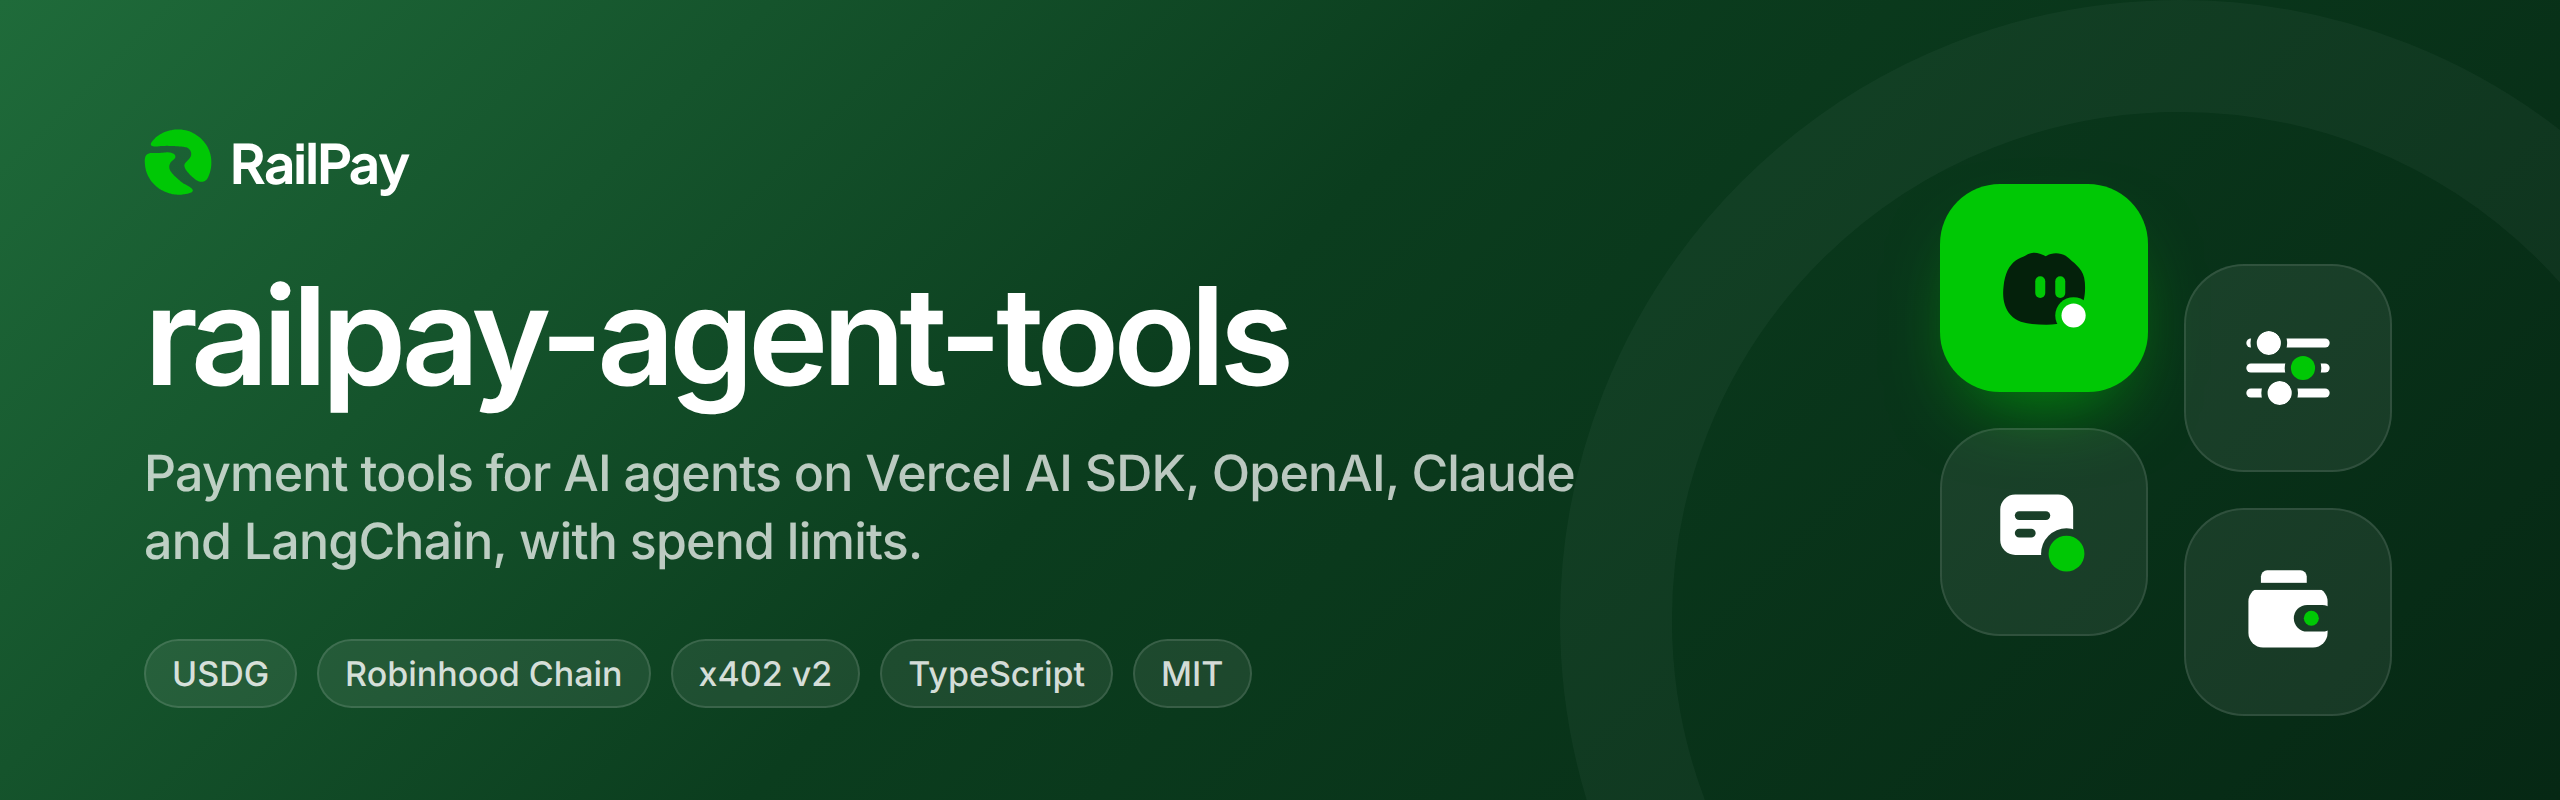 RailPay
railpay-agent-tools
Payment tools for AI agents on Vercel AI SDK, OpenAI, Claude
and LangChain, with spend limits.
USDG Robinhood Chain x402 v2 TypeScript MIT